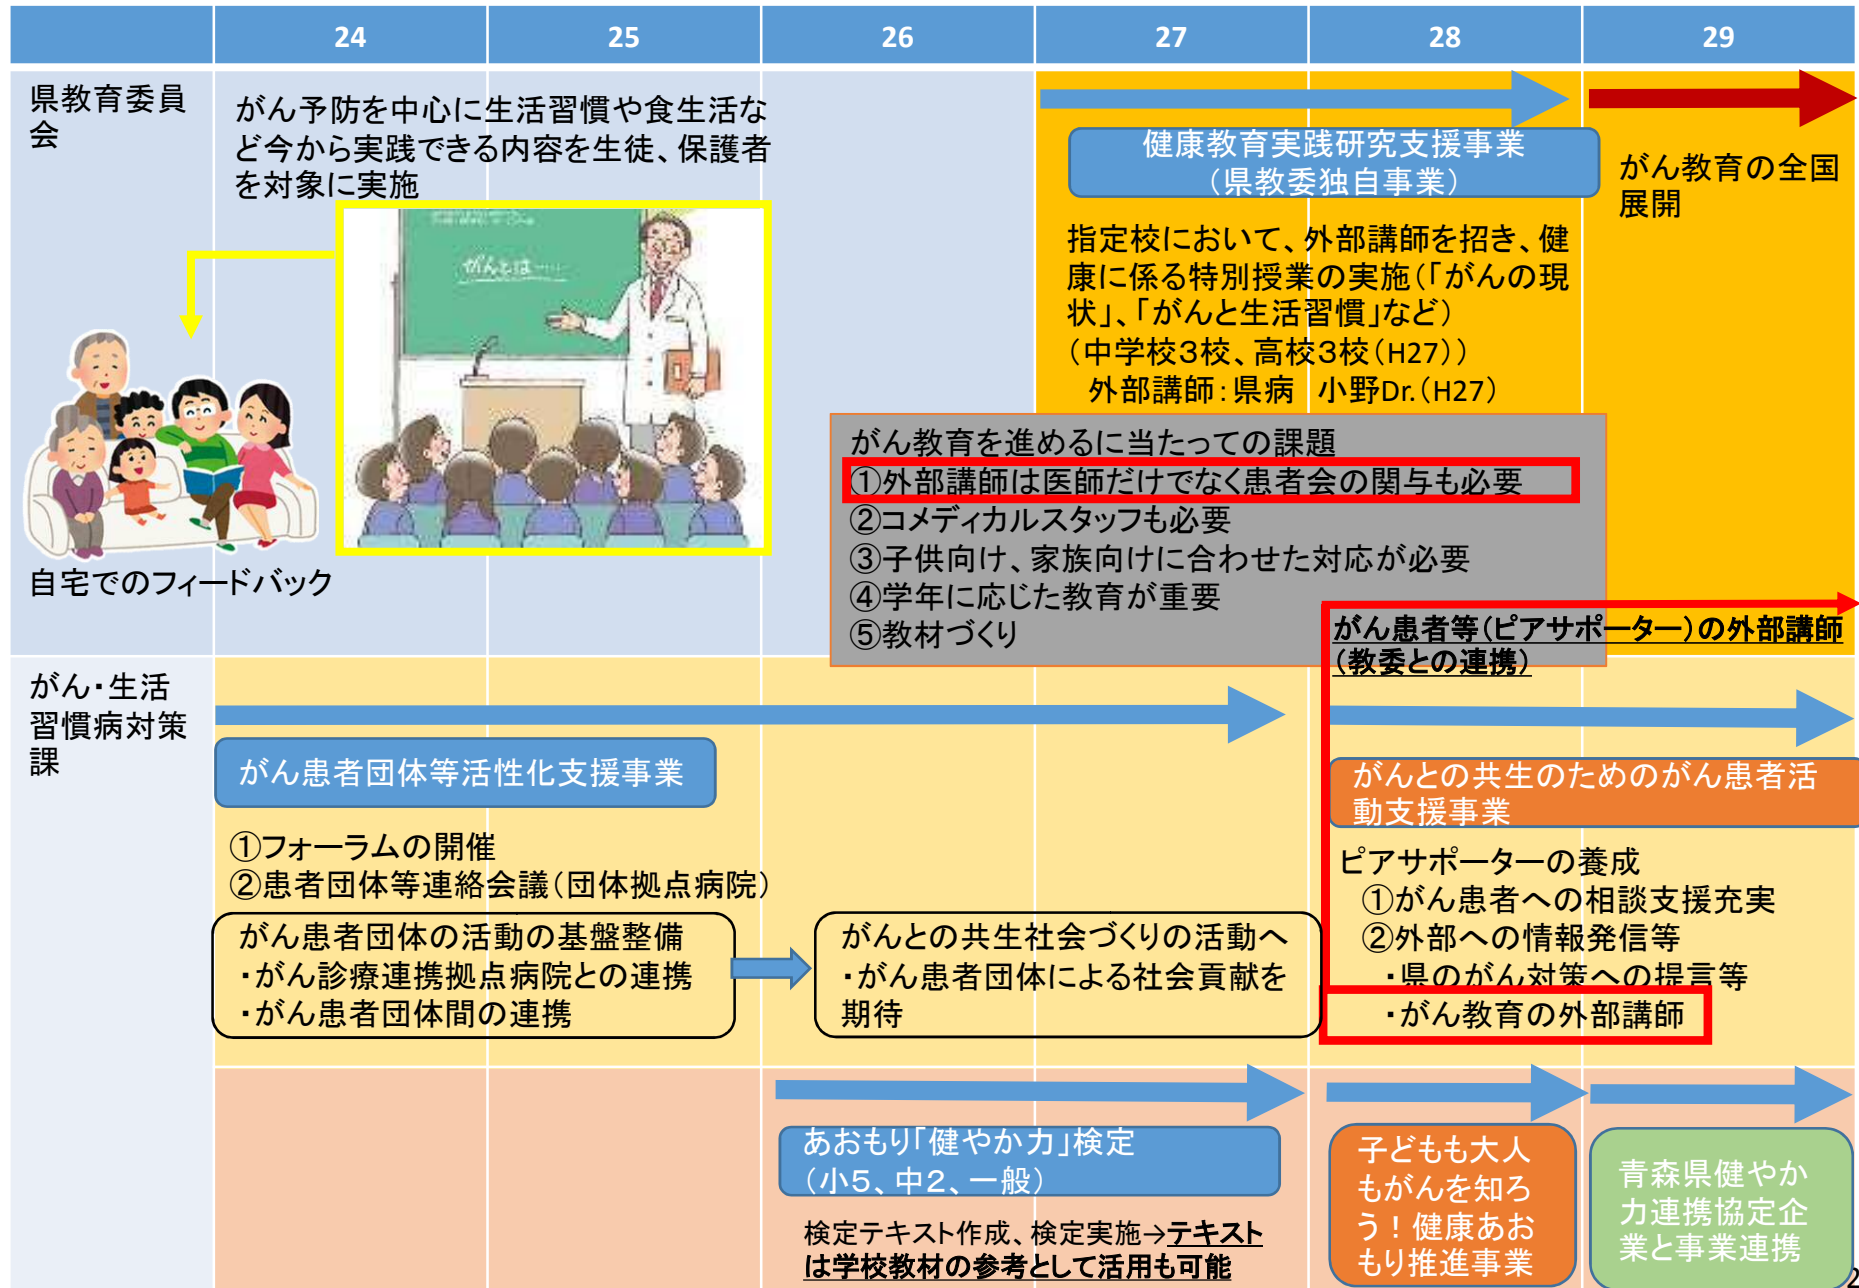 24
25
26
27
28
29
県教育委員
会
がん予防を中心に生活習慣や食生活な
ど今から実践できる内容を生徒、保護者
を対象に実施
がんとは……
自宅でのフィードバック
健康教育実践研究支援事業
（県教委独自事業）
がん教育の全国
展開
指定校において、外部講師を招き、健
康に係る特別授業の実施（「がんの現
状」、「がんと生活習慣」など）
（中学校３校、高校３校（H27））
外部講師：県病　小野Dr.（H27）
がん教育を進めるに当たっての課題
①外部講師は医師だけでなく患者会の関与も必要
②コメディカルスタッフも必要
③子供向け、家族向けに合わせた対応が必要
④学年に応じた教育が重要
⑤教材づくり
がん患者等（ピアサポーター）の外部講師
（教委との連携）
がん・生活
習慣病対策
課
がん患者団体等活性化支援事業
①フォーラムの開催
②患者団体等連絡会議（団体拠点病院）
がん患者団体の活動の基盤整備
・がん診療連携拠点病院との連携
・がん患者団体間の連携
がんとの共生社会づくりの活動へ
・がん患者団体による社会貢献を
期待
がんとの共生のためのがん患者活
動支援事業
ピアサポーターの養成
①がん患者への相談支援充実
②外部への情報発信等
・県のがん対策への提言等
・がん教育の外部講師
あおもり「健やか力」検定
（小５、中２、一般）
検定テキスト作成、検定実施→テキスト
は学校教材の参考として活用も可能
子どもも大人
もがんを知ろ
う！健康あお
もり推進事業
青森県健やか
力連携協定企
業と事業連携
2